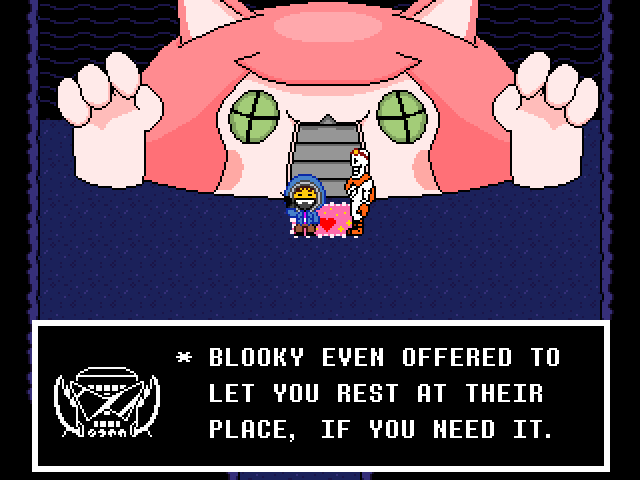 * BLOOKY EVEN OFFERED TO
LET YOU REST AT THEIR
PLACE, IF YOU NEED IT.